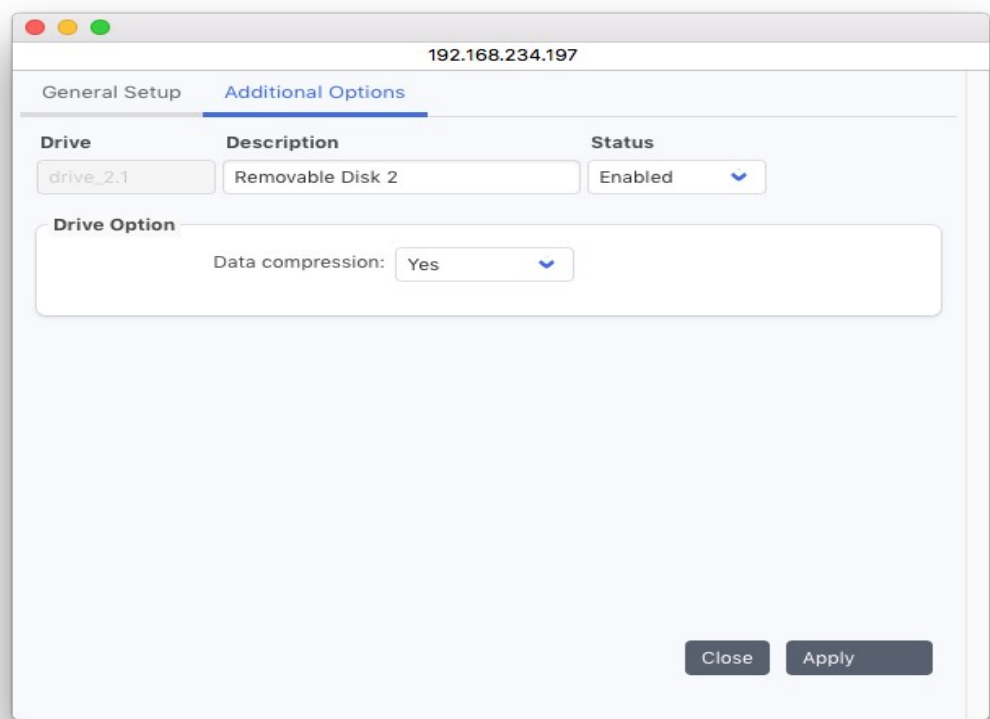 192.168.234.197
General Setup Additional Options
Drive Description Status
drive_2.1 Removable Disk 2 Enabled
Drive Option
Data compression: Yes
Close Apply